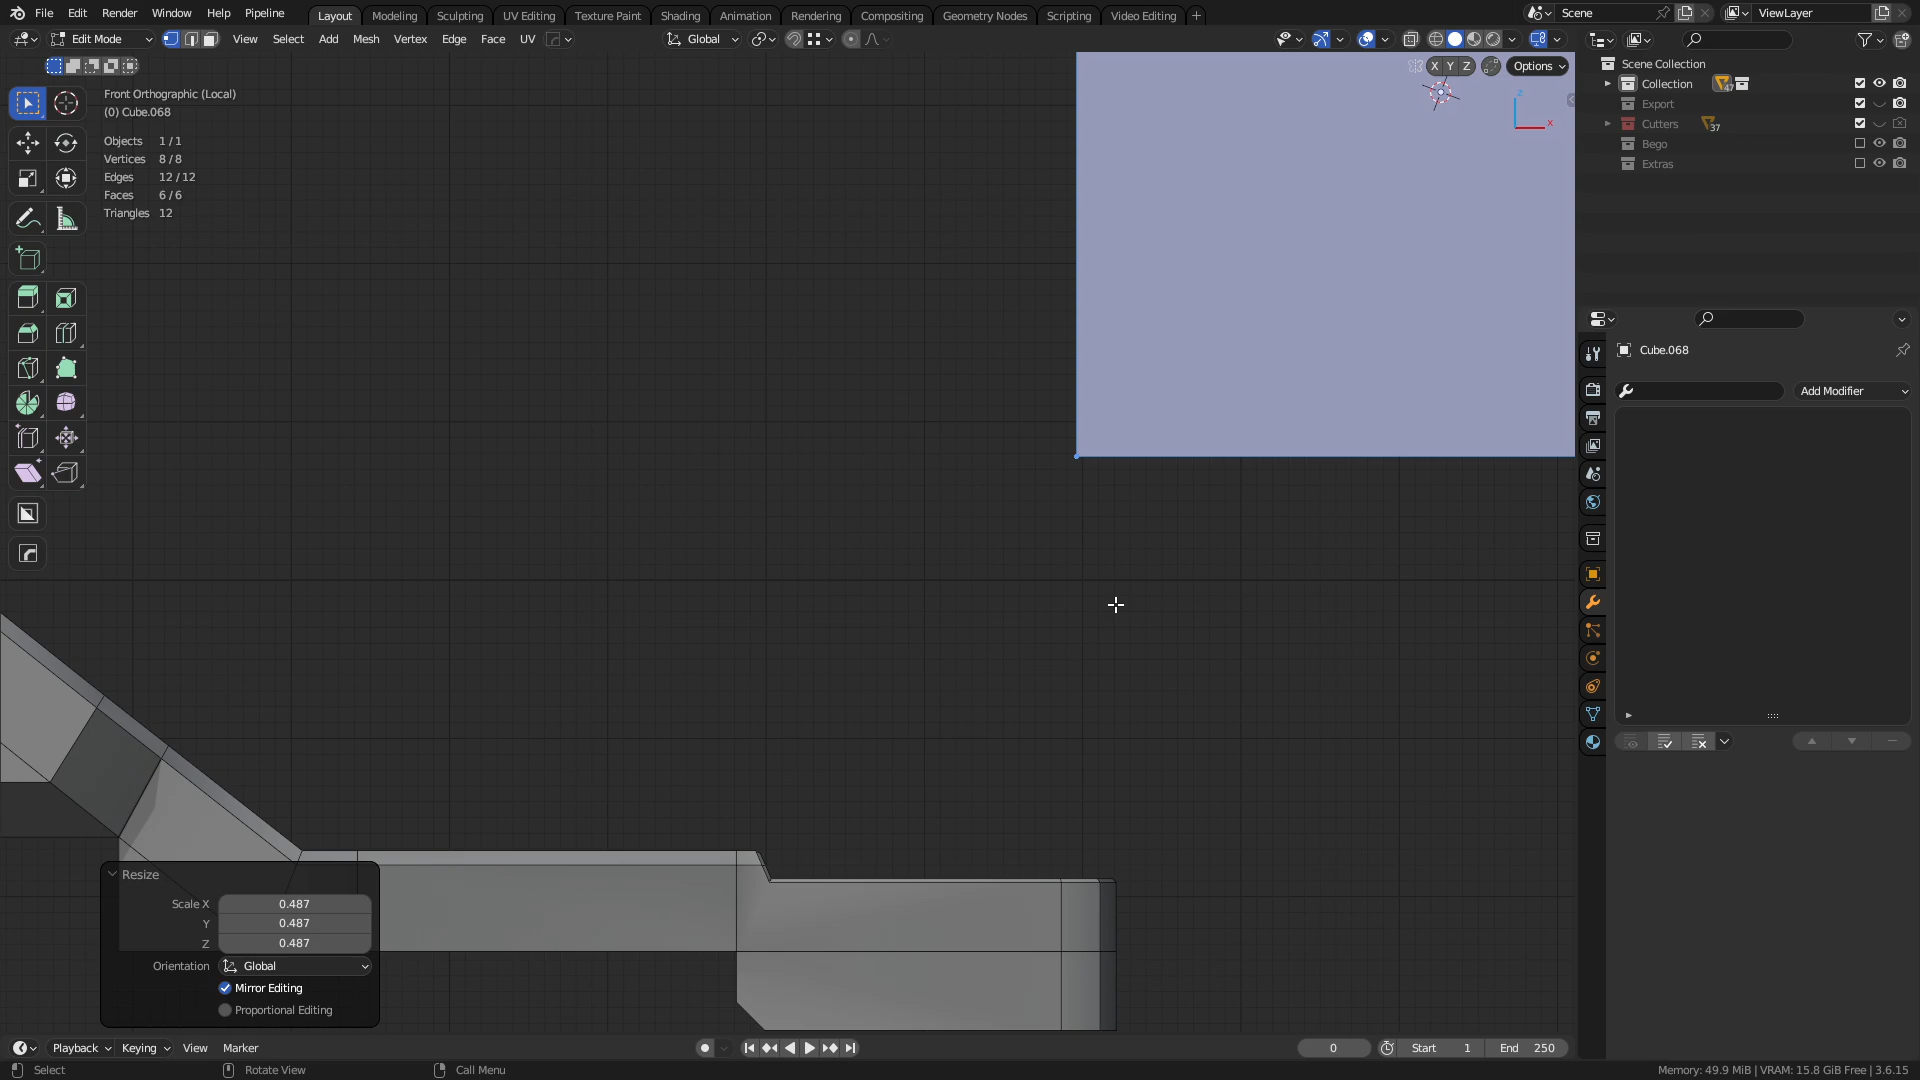 File Edit Render Window Help Pipeline Layout Modeling Sculpting UV Editing Texture Paint Shading Animation Rendering Compositing Geometry Nodes Scripting Video Editing + Scene ViewLayer
Edit Mode View Select Add Mesh Vertex Edge Face UV Global
X Y Z Options
Front Orthographic (Local)
(0) Cube.068
Objects 1 / 1
Vertices 8 / 8
Edges 12 / 12
Faces 6 / 6
Triangles 12
Z
X
Scene Collection
Collection 47
Export
Cutters 37
Bego
Extras
Cube.068
Add Modifier
Resize
Scale X 0.487
Y 0.487
Z 0.487
Orientation Global
Mirror Editing
Proportional Editing
Playback Keying View Marker 0 Start 1 End 250
Select Rotate View Call Menu Memory: 49.9 MiB | VRAM: 15.8 GiB Free | 3.6.15